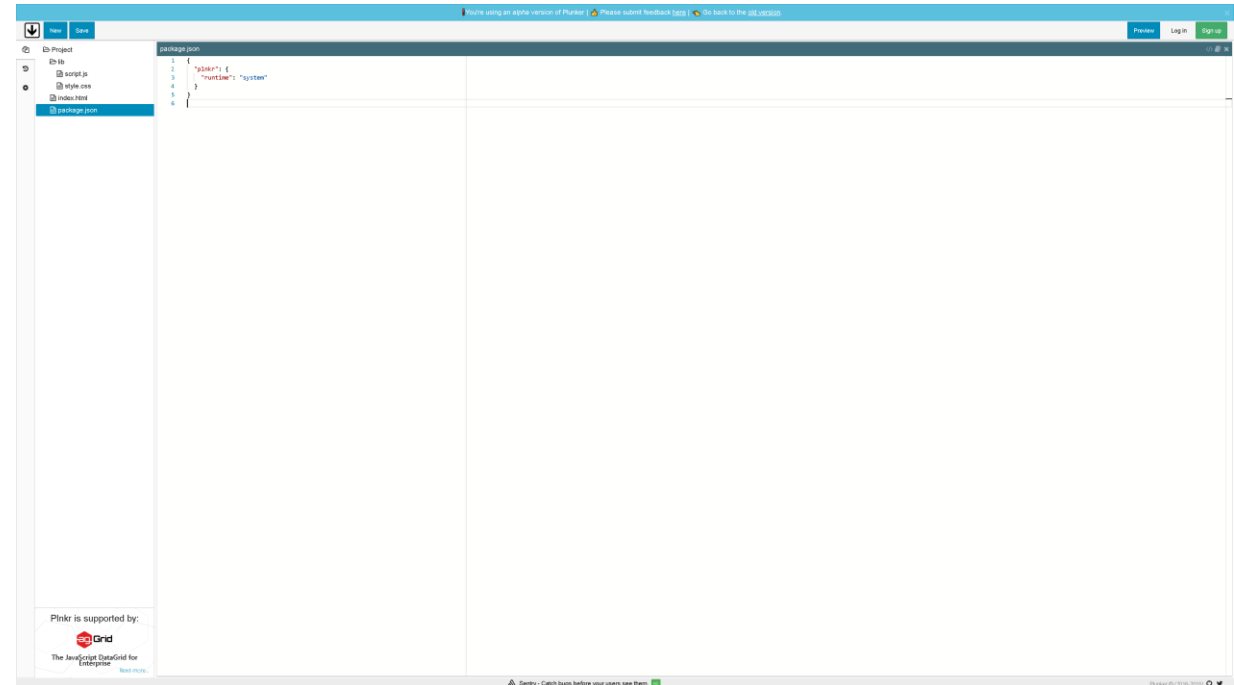 You're using an alpha version of Plunker | Please submit feedback here | Go back to the old version.
New Save Preview Log in Sign up
Project
lib
script.js
style.css
index.html
package.json
package.json
1 {
2 "plnkr": {
3 "runtime": "system"
4 }
5 }
6
Plnkr is supported by:
ag Grid
The JavaScript DataGrid for
Enterprise
Read more.
Sentry - Catch bugs before your users see them.